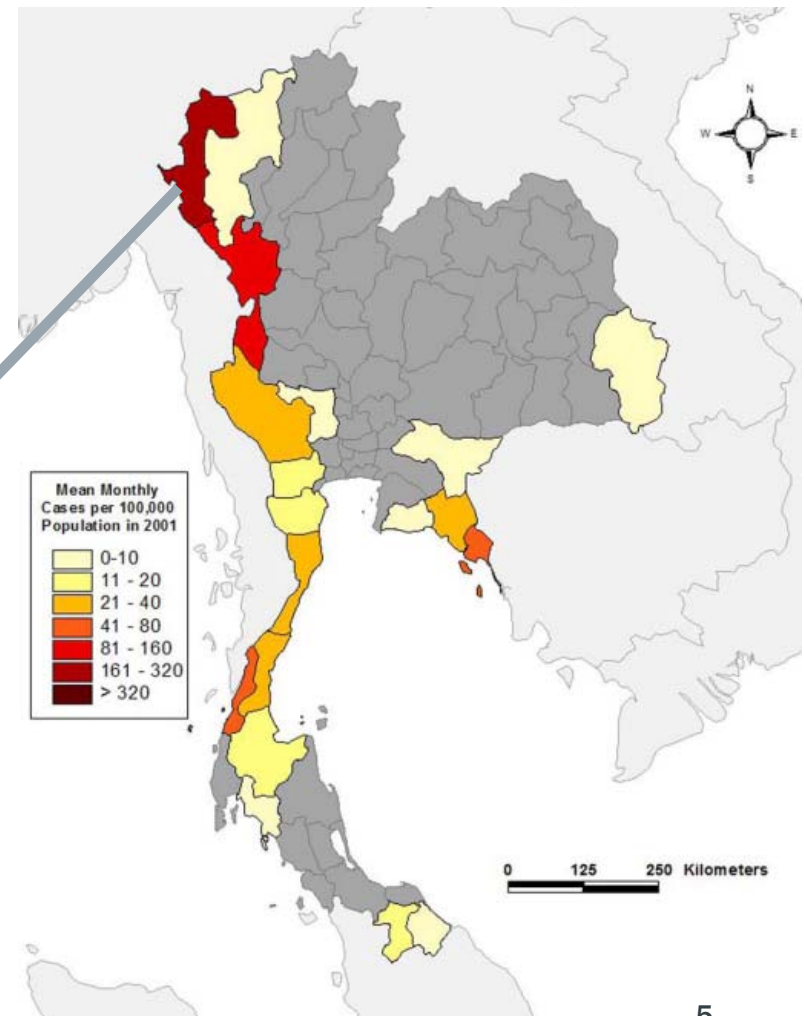 N
W
E
S
Mean Monthly
Cases per 100,000
Population in 2001
0-10
11 - 20
21 - 40
41 - 80
81 - 160
161 - 320
> 320
0 125 250 Kilometers
5